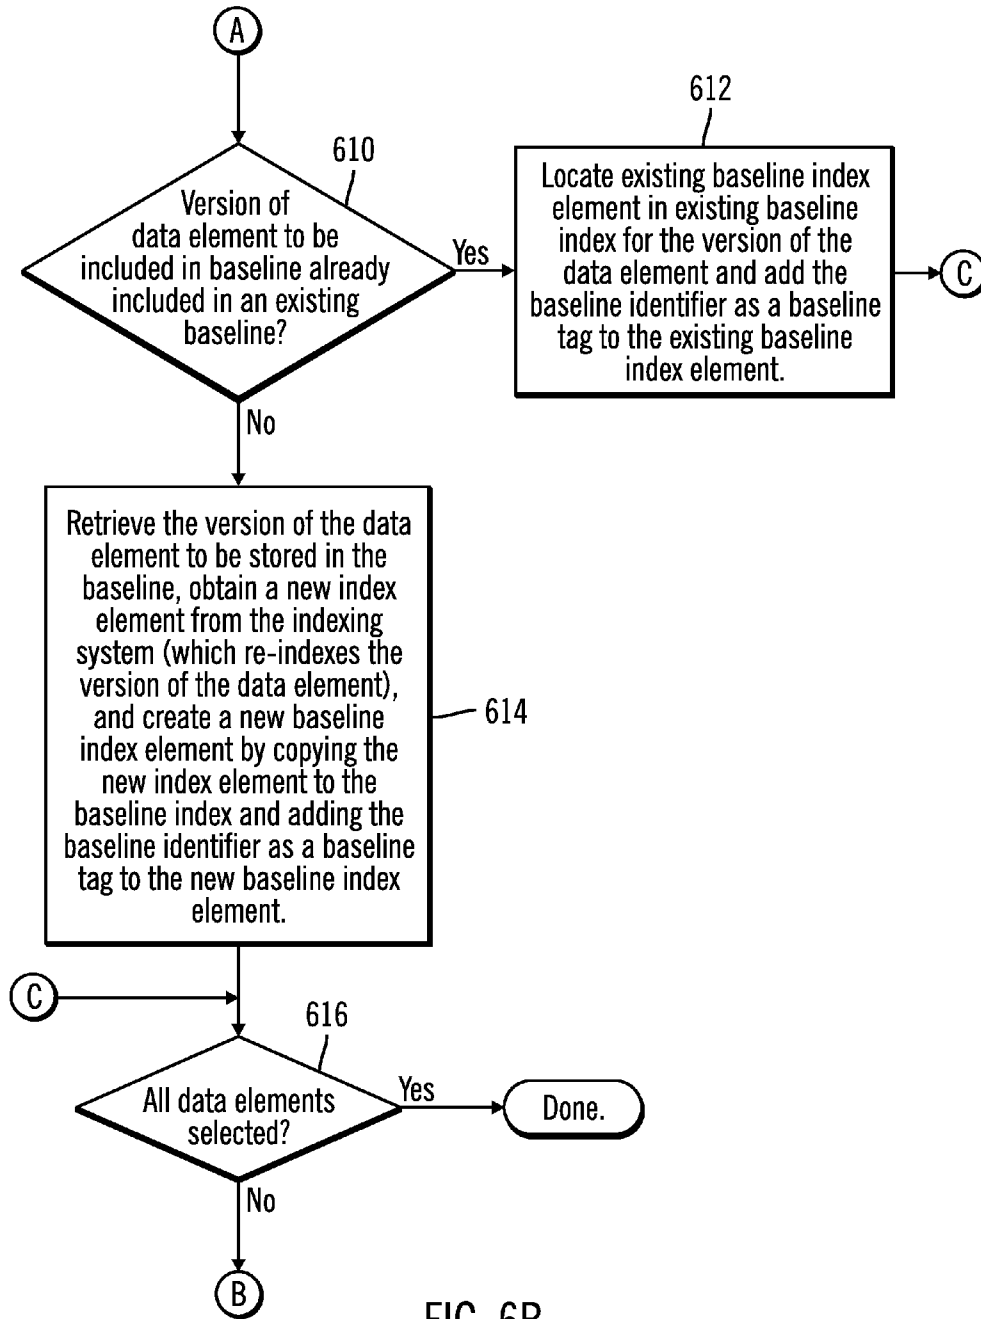 A
610
Version of
data element to be
included in baseline already
included in an existing
baseline?
Yes
612
Locate existing baseline index
element in existing baseline
index for the version of the
data element and add the
baseline identifier as a baseline
tag to the existing baseline
index element.
C
No
Retrieve the version of the data
element to be stored in the
baseline, obtain a new index
element from the indexing
system (which re-indexes the
version of the data element),
and create a new baseline
index element by copying the
new index element to the
baseline index and adding the
baseline identifier as a baseline
tag to the new baseline index
element.
614
C
616
All data elements
selected?
Yes
Done.
No
B
FIG. 6B